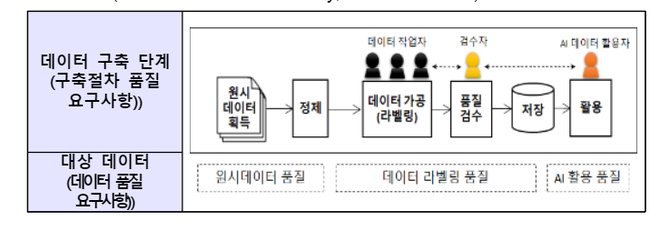 데이터 구축 단계
(구축절차 품질
요구사항))
데이터 작업자
검수자
AI 데이터 활용자
원시
데이터
획득
정제
데이터 가공
(라벨링)
품질
검수
저장
활용
대상 데이터
(데이터 품질
요구사항))
원시데이터 품질
데이터 라벨링 품질
AI 활용 품질